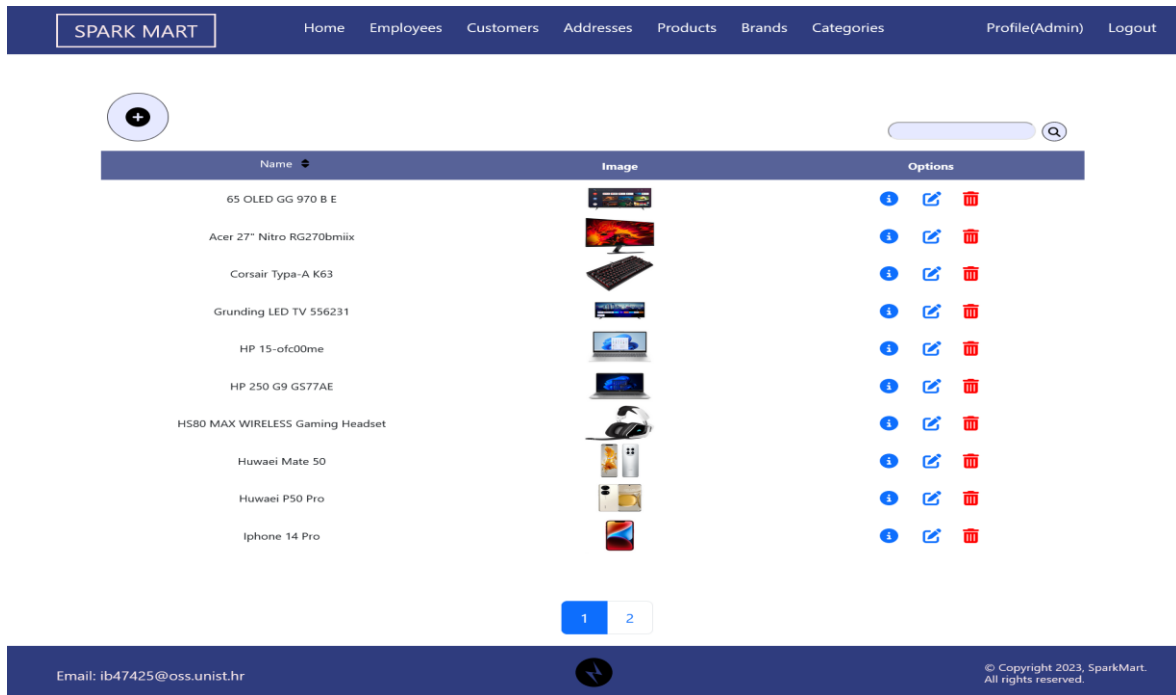 SPARK MART Home Employees Customers Addresses Products Brands Categories Profile(Admin) Logout
Name Image Options
65 OLED GG 970 B E
Acer 27" Nitro RG270bmiix
Corsair Typa-A K63
Grunding LED TV 556231
HP 15-ofc00me
HP 250 G9 GS77AE
HS80 MAX WIRELESS Gaming Headset
Huwaei Mate 50
Huwaei P50 Pro
Iphone 14 Pro
1 2
Email: ib47425@oss.unist.hr
© Copyright 2023, SparkMart.
All rights reserved.